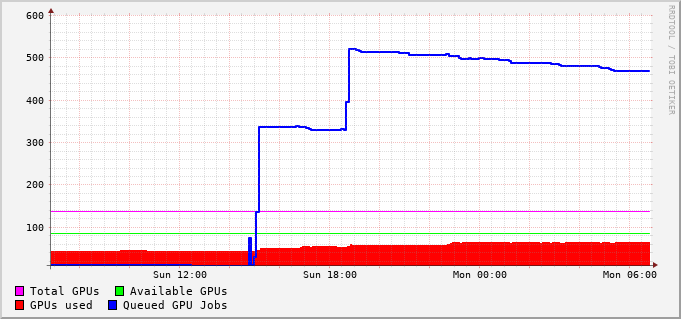 600
500
400
300
200
100
Sun 12:00 Sun 18:00 Mon 00:00 Mon 06:00
Total GPUs Available GPUs
GPUs used Queued GPU Jobs
RRDTOOL / TOBI OETIKER